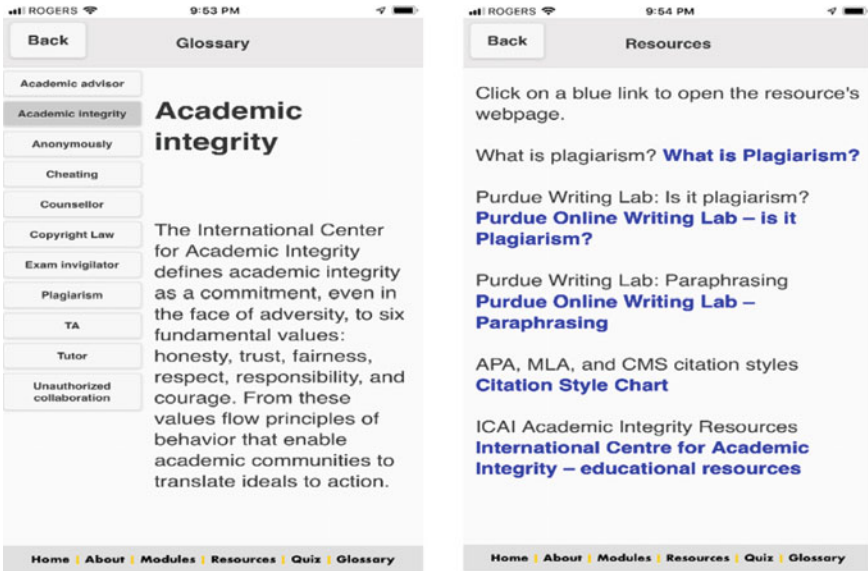 ROGERS 9:53 PM
Back Glossary
Academic advisor
Academic integrity
Anonymously
Cheating
Counsellor
Copyright Law
Exam invigilator
Plagiarism
TA
Tutor
Unauthorized
collaboration
Academic
integrity
The International Center
for Academic Integrity
defines academic integrity
as a commitment, even in
the face of adversity, to six
fundamental values:
honesty, trust, fairness,
respect, responsibility, and
courage. From these
values flow principles of
behavior that enable
academic communities to
translate ideals to action.
Home | About | Modules | Resources | Quiz | Glossary
ROGERS 9:54 PM
Back Resources
Click on a blue link to open the resource's
webpage.
What is plagiarism? What is Plagiarism?
Purdue Writing Lab: Is it plagiarism?
Purdue Online Writing Lab – is it
Plagiarism?
Purdue Writing Lab: Paraphrasing
Purdue Online Writing Lab –
Paraphrasing
APA, MLA, and CMS citation styles
Citation Style Chart
ICAI Academic Integrity Resources
International Centre for Academic
Integrity – educational resources
Home | About | Modules | Resources | Quiz | Glossary